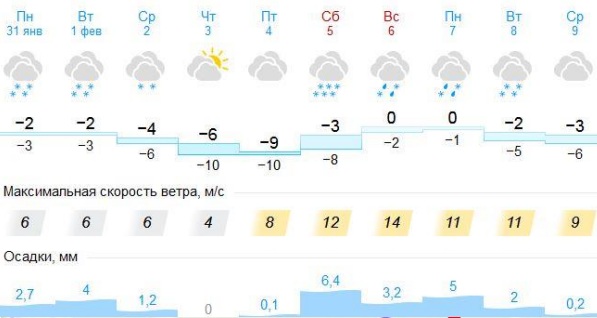 Пн Вт Ср Чт Пт Сб Вс Пн Вт Ср
31 янв 1 фев 2 3 4 5 6 7 8 9
−2 −2 −4 −6 −9 −3 0 0 −2 −3
−3 −3 −6 −10 −10 −8 −2 −1 −5 −6
Максимальная скорость ветра, м/с
6 6 6 4 8 12 14 11 11 9
Осадки, мм
2,7 4 1,2 0 0,1 6,4 3,2 5 2 0,2